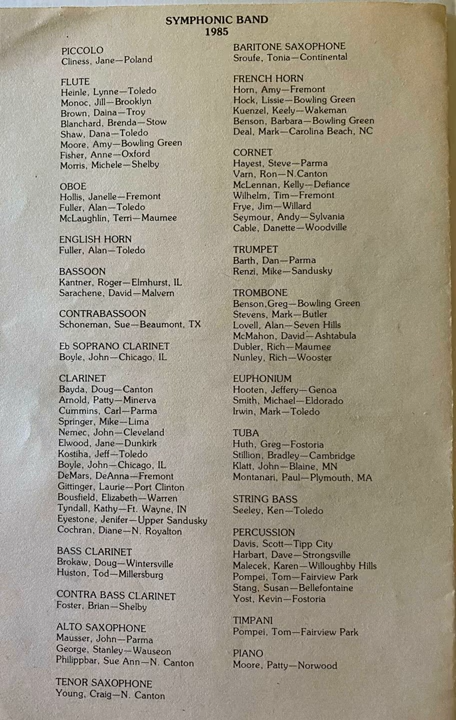 SYMPHONIC BAND
1985
PICCOLO
Cliness, Jane—Poland
FLUTE
Heinle, Lynne—Toledo
Monoc, Jill—Brooklyn
Brown, Daina—Troy
Blanchard, Brenda—Stow
Shaw, Dana—Toledo
Moore, Amy—Bowling Green
Fisher, Anne—Oxford
Morris, Michele—Shelby
OBOE
Hollis, Janelle—Fremont
Fuller, Alan—Toledo
McLaughlin, Terri—Maumee
ENGLISH HORN
Fuller, Alan—Toledo
BASSOON
Kantner, Roger—Elmhurst, IL
Sarachene, David—Malvern
CONTRABASSOON
Schoneman, Sue—Beaumont, TX
Eb SOPRANO CLARINET
Boyle, John—Chicago, IL
CLARINET
Bayda, Doug—Canton
Arnold, Patty—Minerva
Cummins, Carl—Parma
Springer, Mike—Lima
Nemec, John—Cleveland
Elwood, Jane—Dunkirk
Kostiha, Jeff—Toledo
Boyle, John—Chicago, IL
DeMars, DeAnna—Fremont
Gittinger, Laurie—Port Clinton
Bousfield, Elizabeth—Warren
Tyndall, Kathy—Ft. Wayne, IN
Eyestone, Jenifer—Upper Sandusky
Cochran, Diane—N. Royalton
BASS CLARINET
Brokaw, Doug—Wintersville
Huston, Tod—Millersburg
CONTRA BASS CLARINET
Foster, Brian—Shelby
ALTO SAXOPHONE
Mausser, John—Parma
George, Stanley—Wauseon
Philippbar, Sue Ann—N. Canton
TENOR SAXOPHONE
Young, Craig—N. Canton
BARITONE SAXOPHONE
Sroufe, Tonia—Continental
FRENCH HORN
Horn, Amy—Fremont
Hock, Lissie—Bowling Green
Kuenzel, Keely—Wakeman
Benson, Barbara—Bowling Green
Deal, Mark—Carolina Beach, NC
CORNET
Hayest, Steve—Parma
Varn, Ron—N.Canton
McLennan, Kelly—Defiance
Wilhelm, Tim—Fremont
Frye, Jim—Willard
Seymour, Andy—Sylvania
Cable, Danette—Woodville
TRUMPET
Barth, Dan—Parma
Renzi, Mike—Sandusky
TROMBONE
Benson,Greg—Bowling Green
Stevens, Mark—Butler
Lovell, Alan—Seven Hills
McMahon, David—Ashtabula
Dubler, Rich—Maumee
Nunley, Rich—Wooster
EUPHONIUM
Hooten, Jeffery—Genoa
Smith, Michael—Eldorado
Irwin, Mark—Toledo
TUBA
Huth, Greg—Fostoria
Stillion, Bradley—Cambridge
Klatt, John—Blaine, MN
Montanari, Paul—Plymouth, MA
STRING BASS
Seeley, Ken—Toledo
PERCUSSION
Davis, Scott—Tipp City
Harbart, Dave—Strongsville
Malecek, Karen—Willoughby Hills
Pompei, Tom—Fairview Park
Stang, Susan—Bellefontaine
Yost, Kevin—Fostoria
TIMPANI
Pompei, Tom—Fairview Park
PIANO
Moore, Patty—Norwood